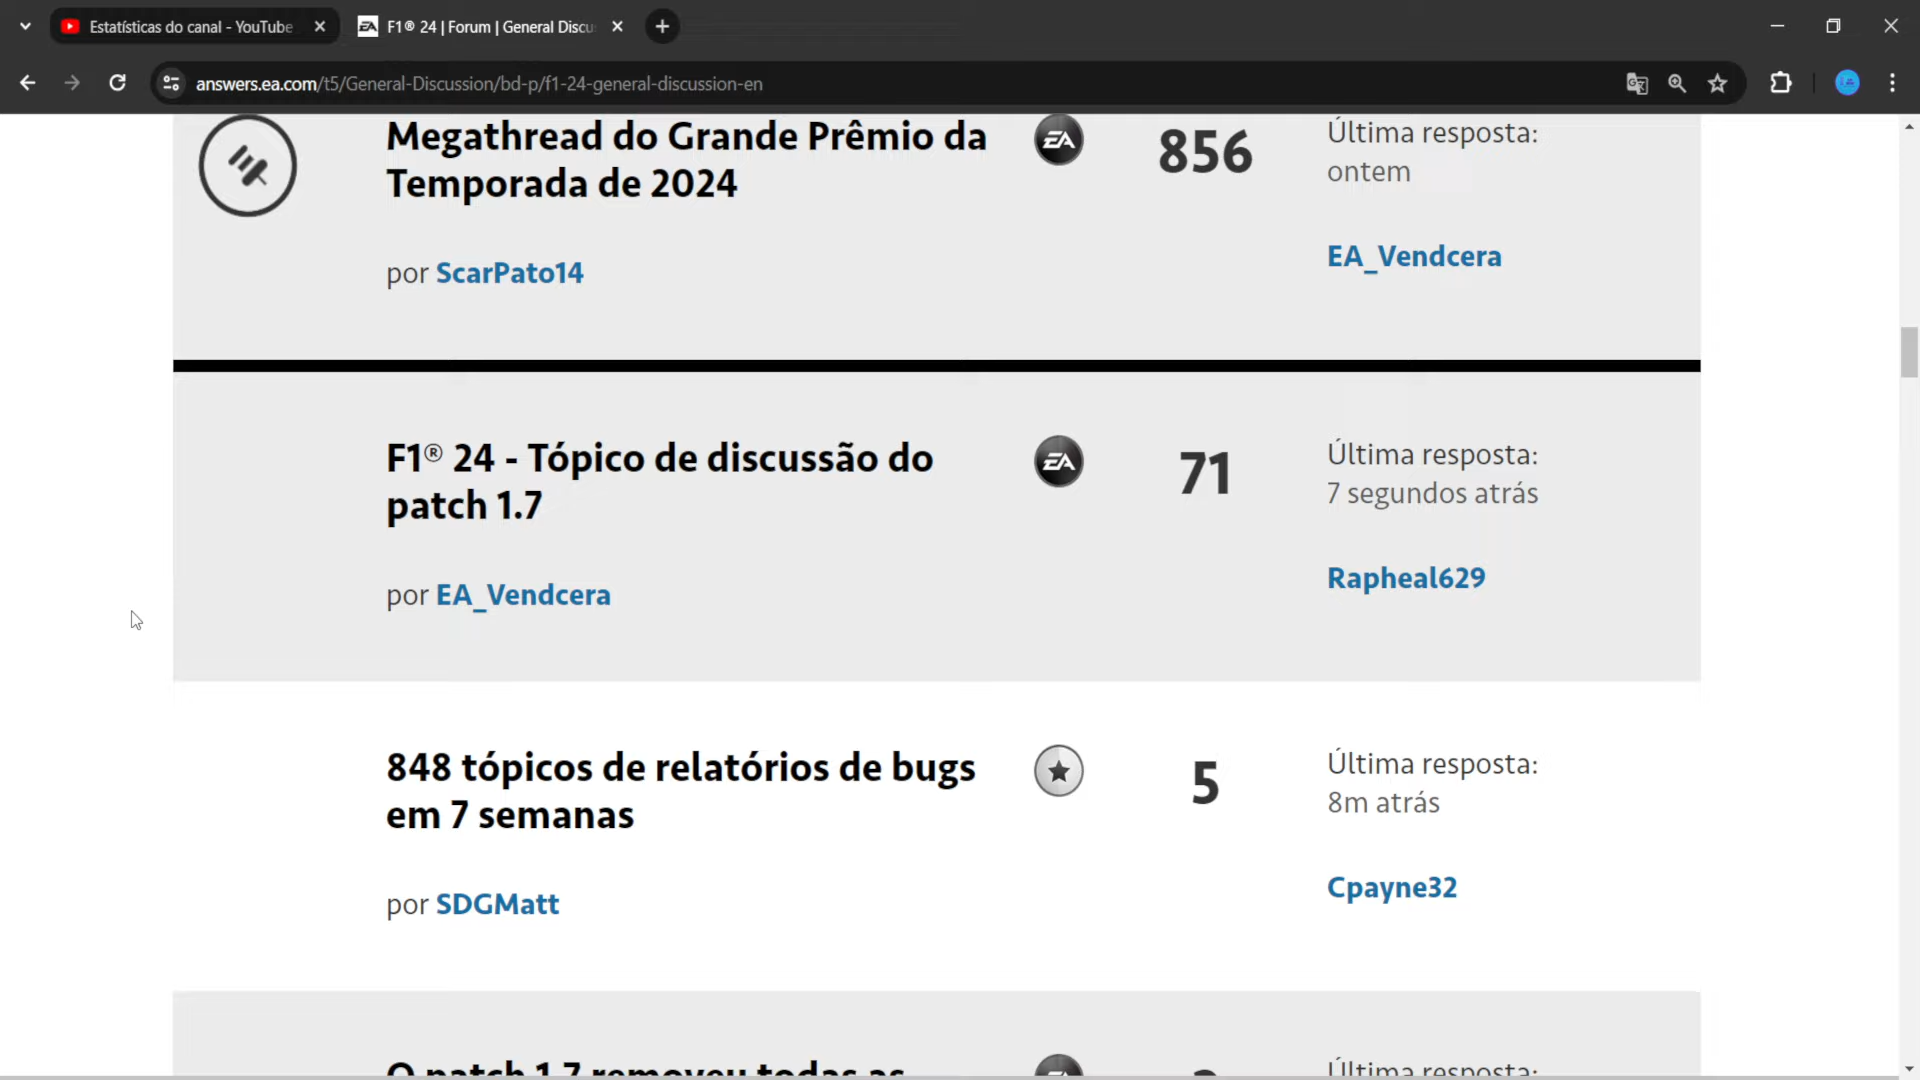 Estatísticas do canal - YouTube
F1® 24 | Forum | General Discu
answers.ea.com/t5/General-Discussion/bd-p/f1-24-general-discussion-en
Megathread do Grande Prêmio da
Temporada de 2024
por ScarPato14
EA
856
Última resposta:
ontem
EA_Vendcera
F1® 24 - Tópico de discussão do
patch 1.7
por EA_Vendcera
EA
71
Última resposta:
7 segundos atrás
Rapheal629
848 tópicos de relatórios de bugs
em 7 semanas
por SDGMatt
5
Última resposta:
8m atrás
Cpayne32
O patch 1.7 removeu todas as
Última resposta: